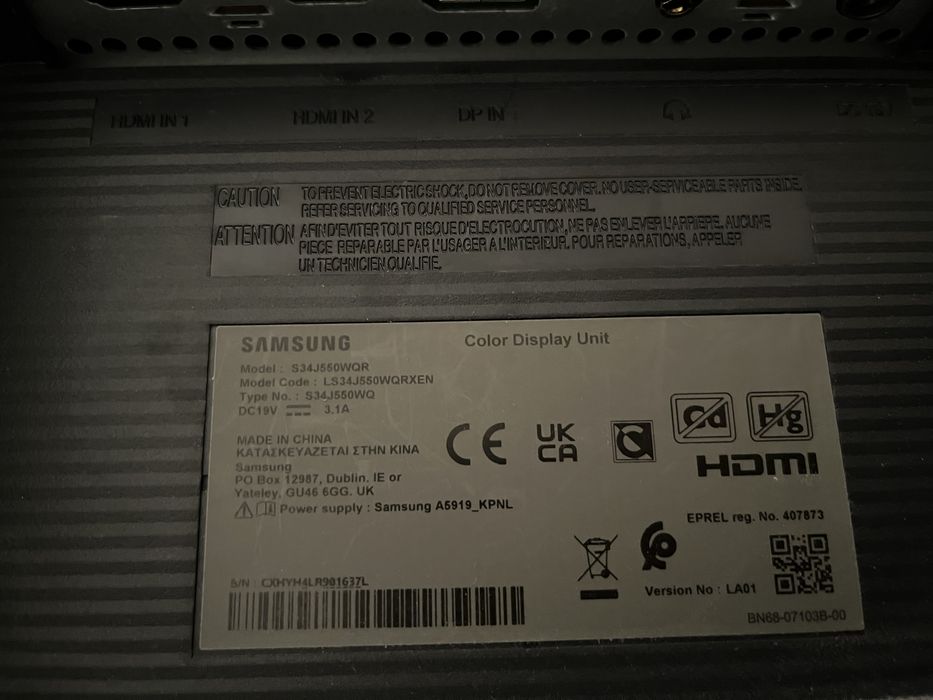 HDMI IN 1
HDMI IN 2
DP IN
CAUTION TO PREVENT ELECTRIC SHOCK, DO NOT REMOVE COVER. NO USER-SERVICEABLE PARTS INSIDE.
REFER SERVICING TO QUALIFIED SERVICE PERSONNEL.
ATTENTION AFIN D'EVITER TOUT RISQUE D'ELECTROCUTION, NE PAS ENLEVER L'ARRIERE. AUCUNE
PIECE REPARABLE PAR L'USAGER A L'INTERIEUR. POUR REPARATIONS, APPELER
UN TECHNICIEN QUALIFIE.
SAMSUNG
Color Display Unit
Model : S34J550WQR
Model Code : LS34J550WQRXEN
Type No. : S34J550WQ
DC19V 3.1A
MADE IN CHINA
ΚΑΤΑΣΚΕΥΑΖΕΤΑΙ ΣΤΗΝ ΚΙΝΑ
Samsung
PO Box 12987, Dublin. IE or
Yateley, GU46 6GG. UK
Power supply : Samsung A5919_KPNL
CE
UK
CA
Cd
Hg
HDMI
EPREL reg. No. 407873
Version No : LA01
BN68-07103B-00
S/N : CXHYH4LR901637L